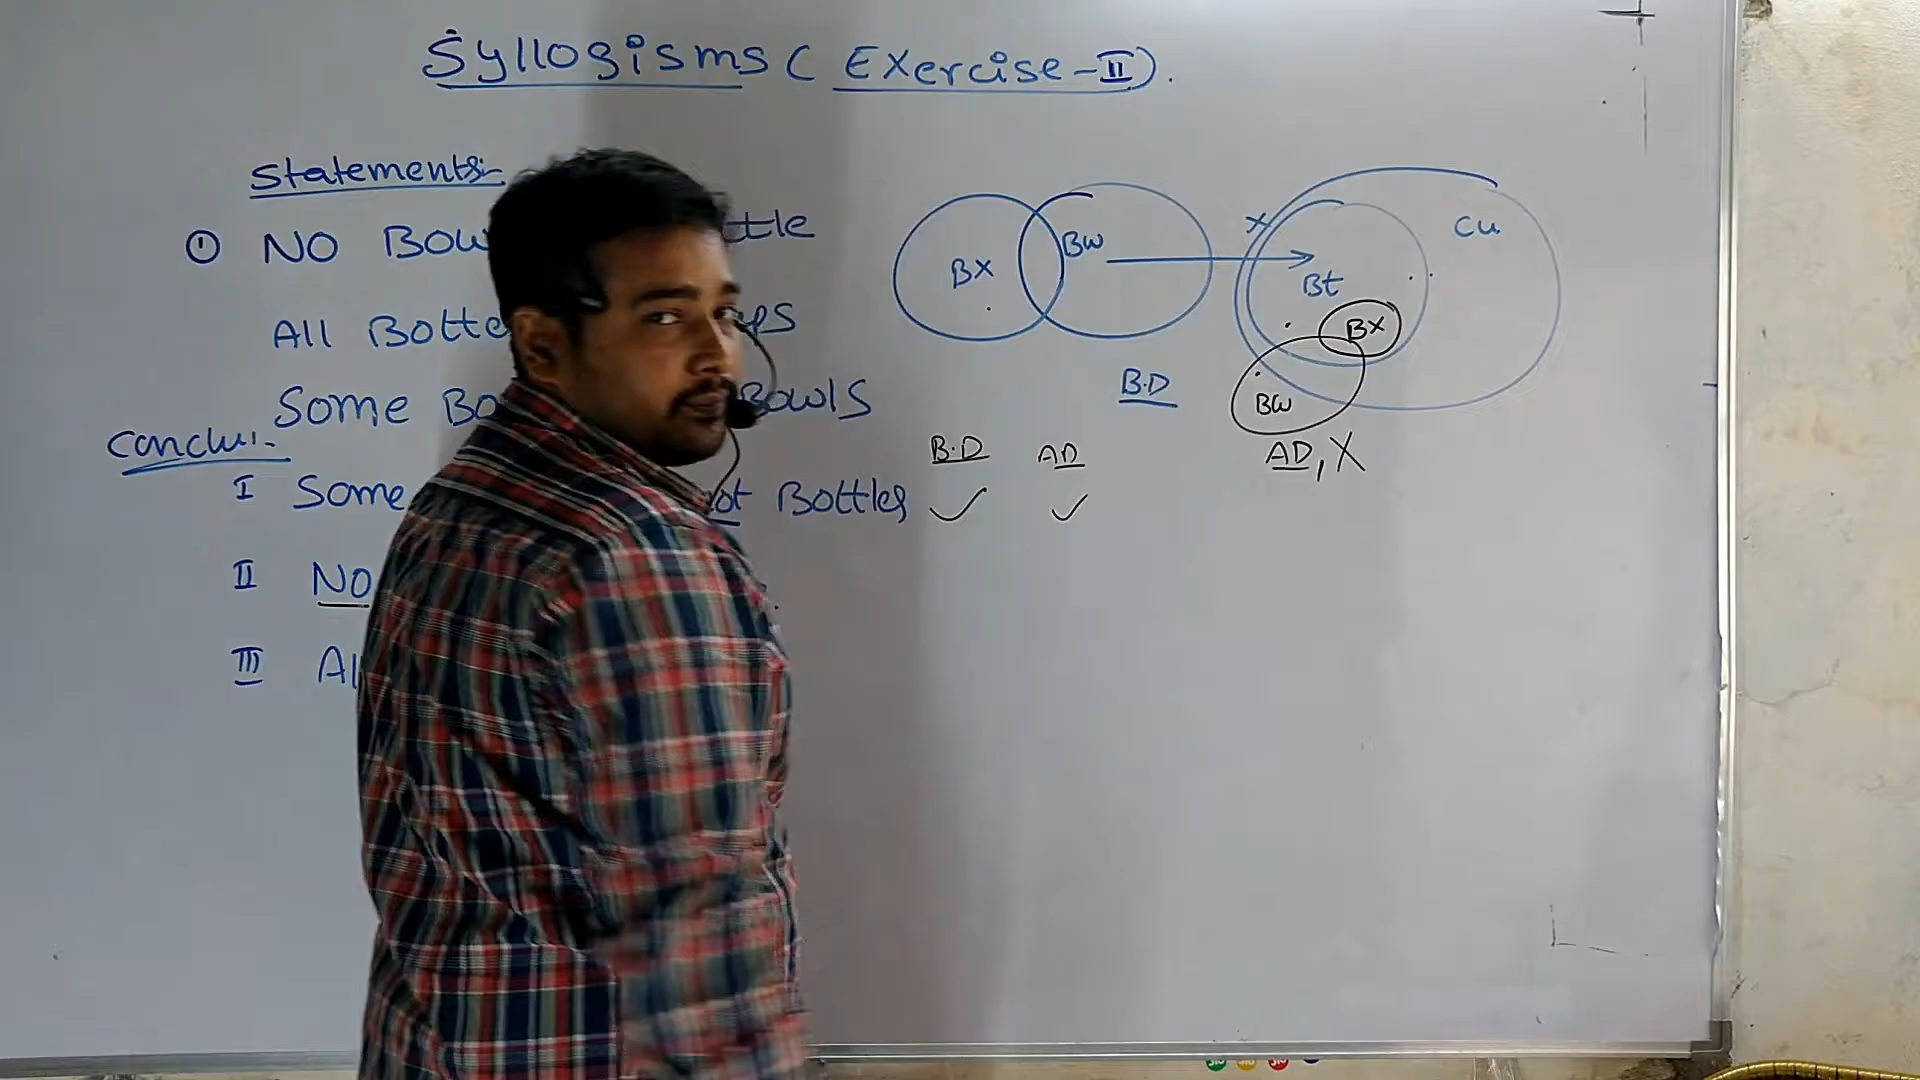 Syllogisms (Exercise-II).
Statements:-
① NO BOW ttle
All Botte ps
Some Bo Bowls
Conclu:-
I Some ot Bottles
II NO
III Al
BX BW X Bt Cu
BX
BW
B.D
AD, X
B.D AD
✓ ✓